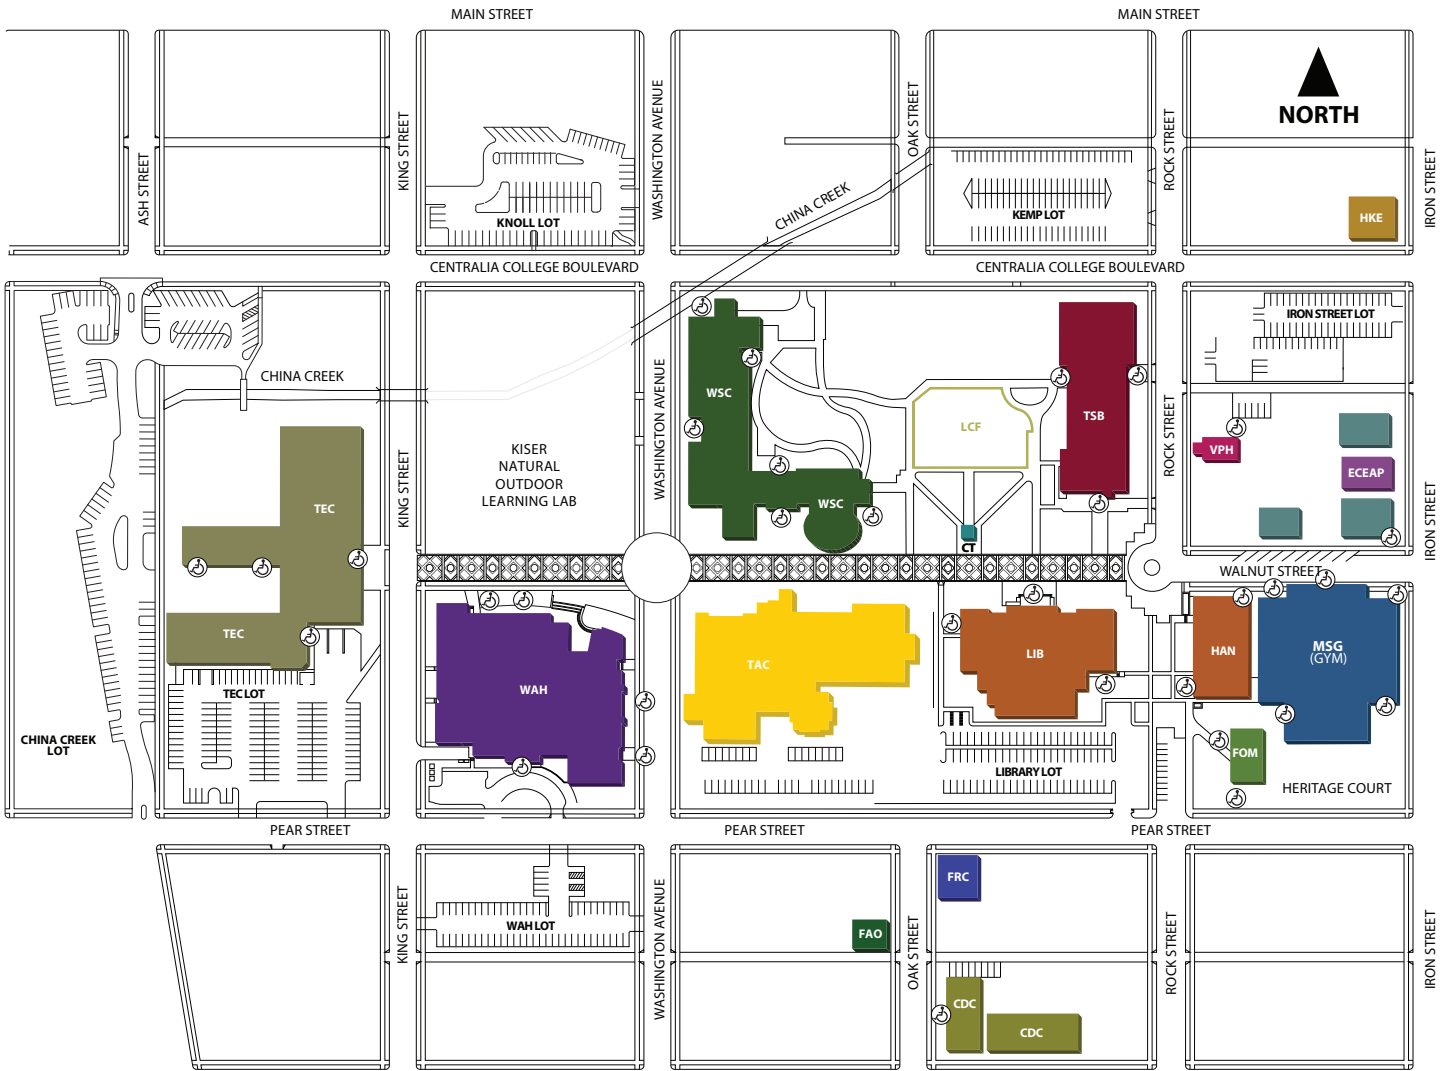 MAIN STREET
MAIN STREET
NORTH
ASH STREET
KING STREET
WASHINGTON AVENUE
OAK STREET
ROCK STREET
IRON STREET
CHINA CREEK
KNOLL LOT
KEMP LOT
HKE
CENTRALIA COLLEGE BOULEVARD
CENTRALIA COLLEGE BOULEVARD
IRON STREET LOT
CHINA CREEK
WSC
LCF
TSB
WASHINGTON AVENUE
ROCK STREET
KISER
NATURAL
OUTDOOR
LEARNING LAB
VPH
ECEAP
KING STREET
TEC
WSC
IRON STREET
CT
WALNUT STREET
TEC
WAH
TAC
LIB
HAN
MSG
(GYM)
TEC LOT
CHINA CREEK
LOT
FOM
LIBRARY LOT
HERITAGE COURT
PEAR STREET
PEAR STREET
PEAR STREET
FRC
KING STREET
WAH LOT
WASHINGTON AVENUE
FAO
OAK STREET
ROCK STREET
IRON STREET
CDC
CDC